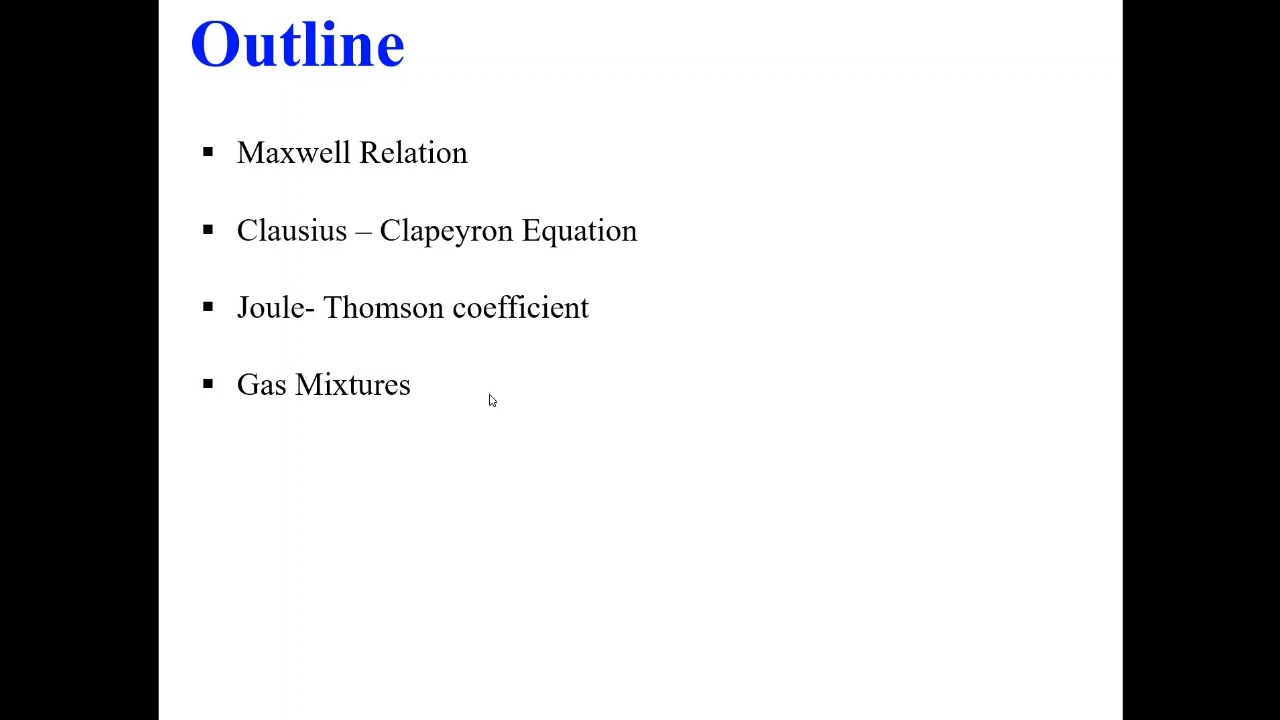 Outline
▪ Maxwell Relation
▪ Clausius – Clapeyron Equation
▪ Joule- Thomson coefficient
▪ Gas Mixtures